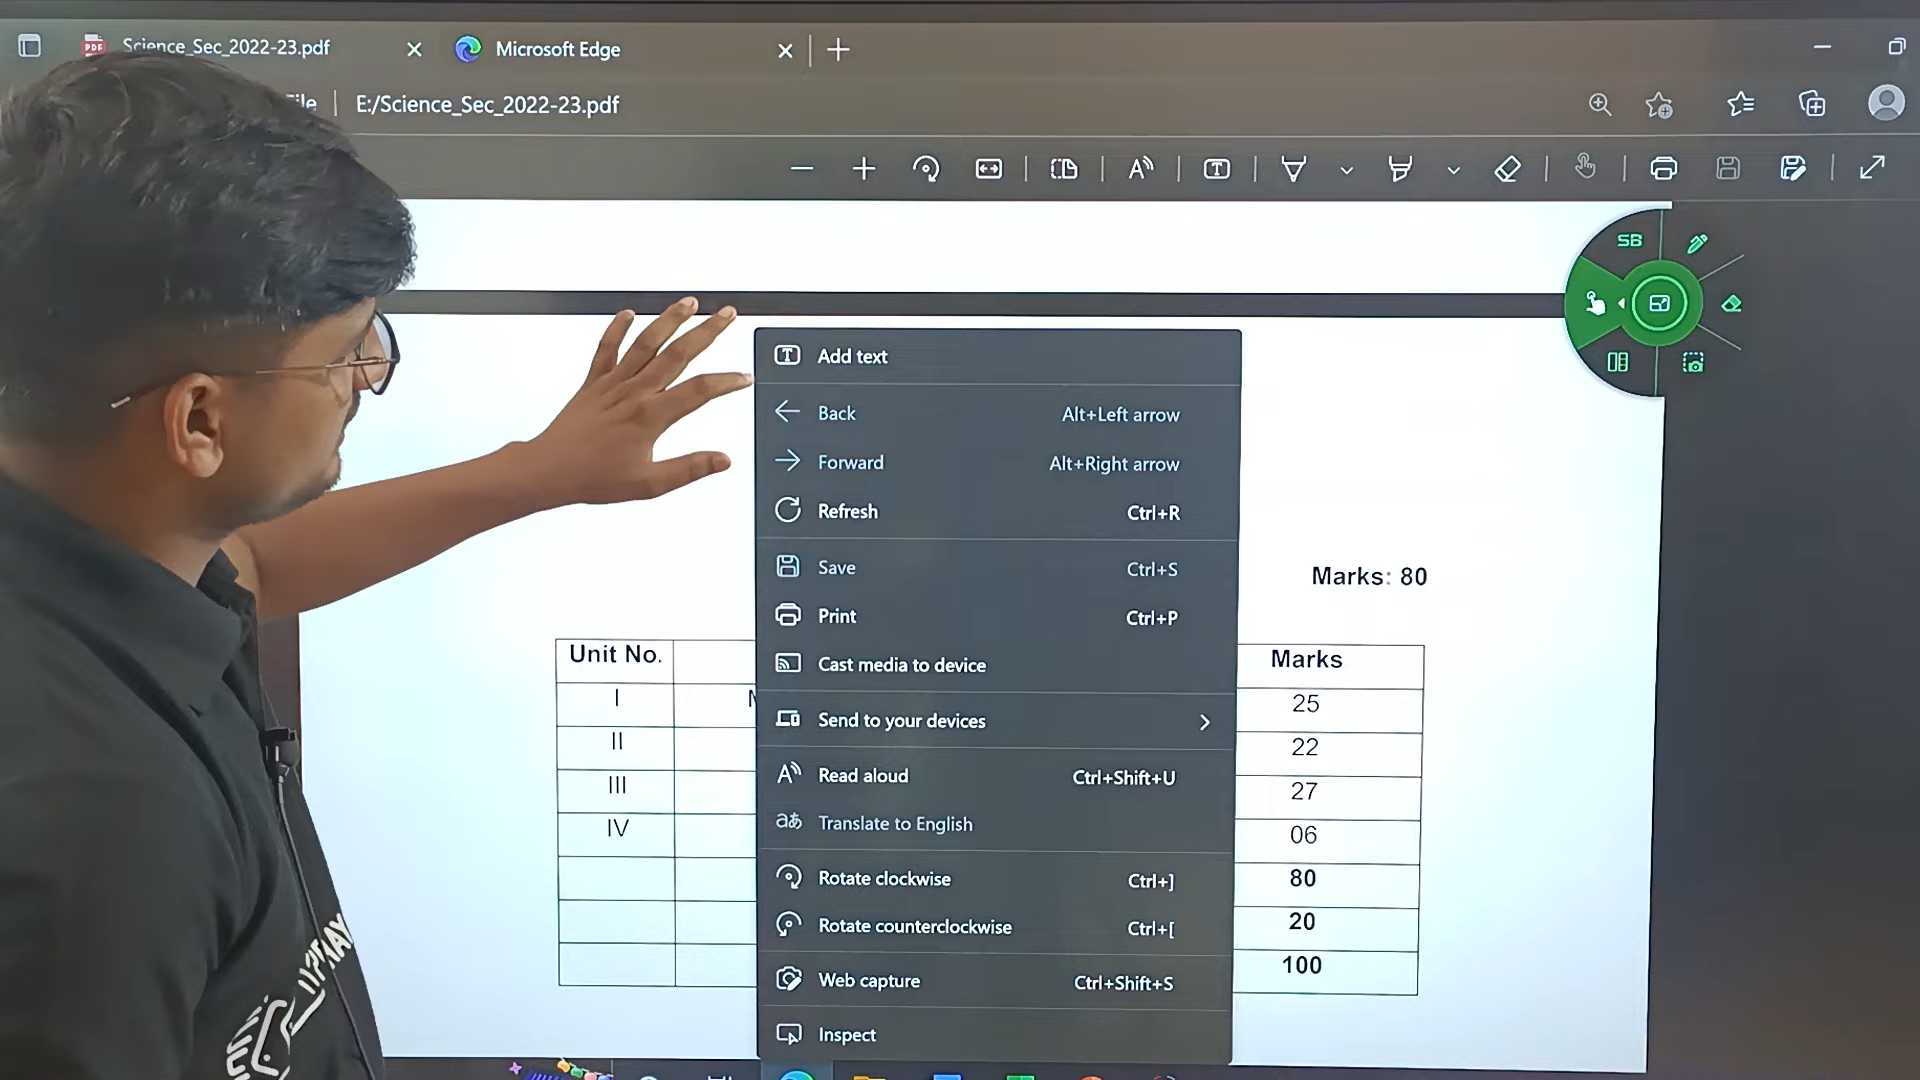 Science_Sec_2022-23.pdf
Microsoft Edge
File
E:/Science_Sec_2022-23.pdf
SB
Add text
Back Alt+Left arrow
Forward Alt+Right arrow
Refresh Ctrl+R
Save Ctrl+S
Print Ctrl+P
Cast media to device
Send to your devices
Read aloud Ctrl+Shift+U
Translate to English
Rotate clockwise Ctrl+]
Rotate counterclockwise Ctrl+[
Web capture Ctrl+Shift+S
Inspect
Marks: 80
Unit No. Marks
I M 25
II 22
III 27
IV 06
80
20
100